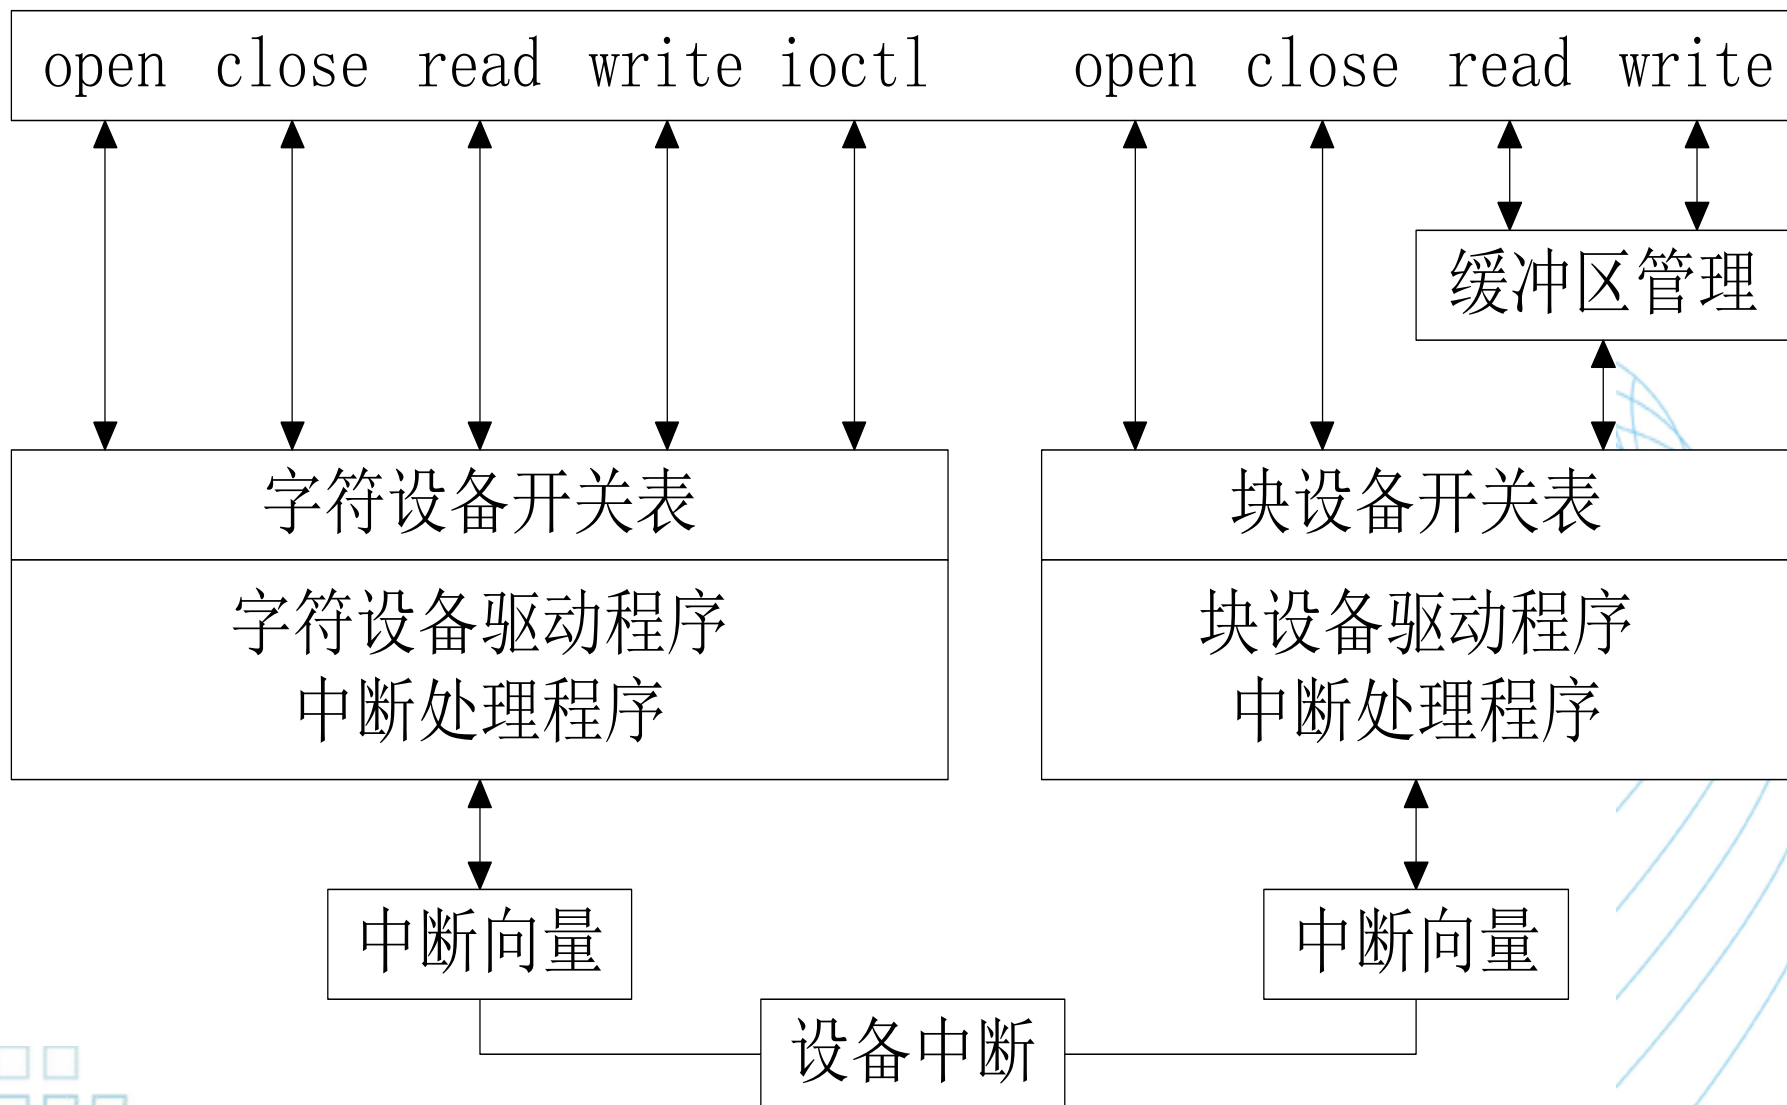 open close read write ioctl open close read write
缓冲区管理
字符设备开关表
块设备开关表
字符设备驱动程序
中断处理程序
块设备驱动程序
中断处理程序
中断向量
中断向量
设备中断